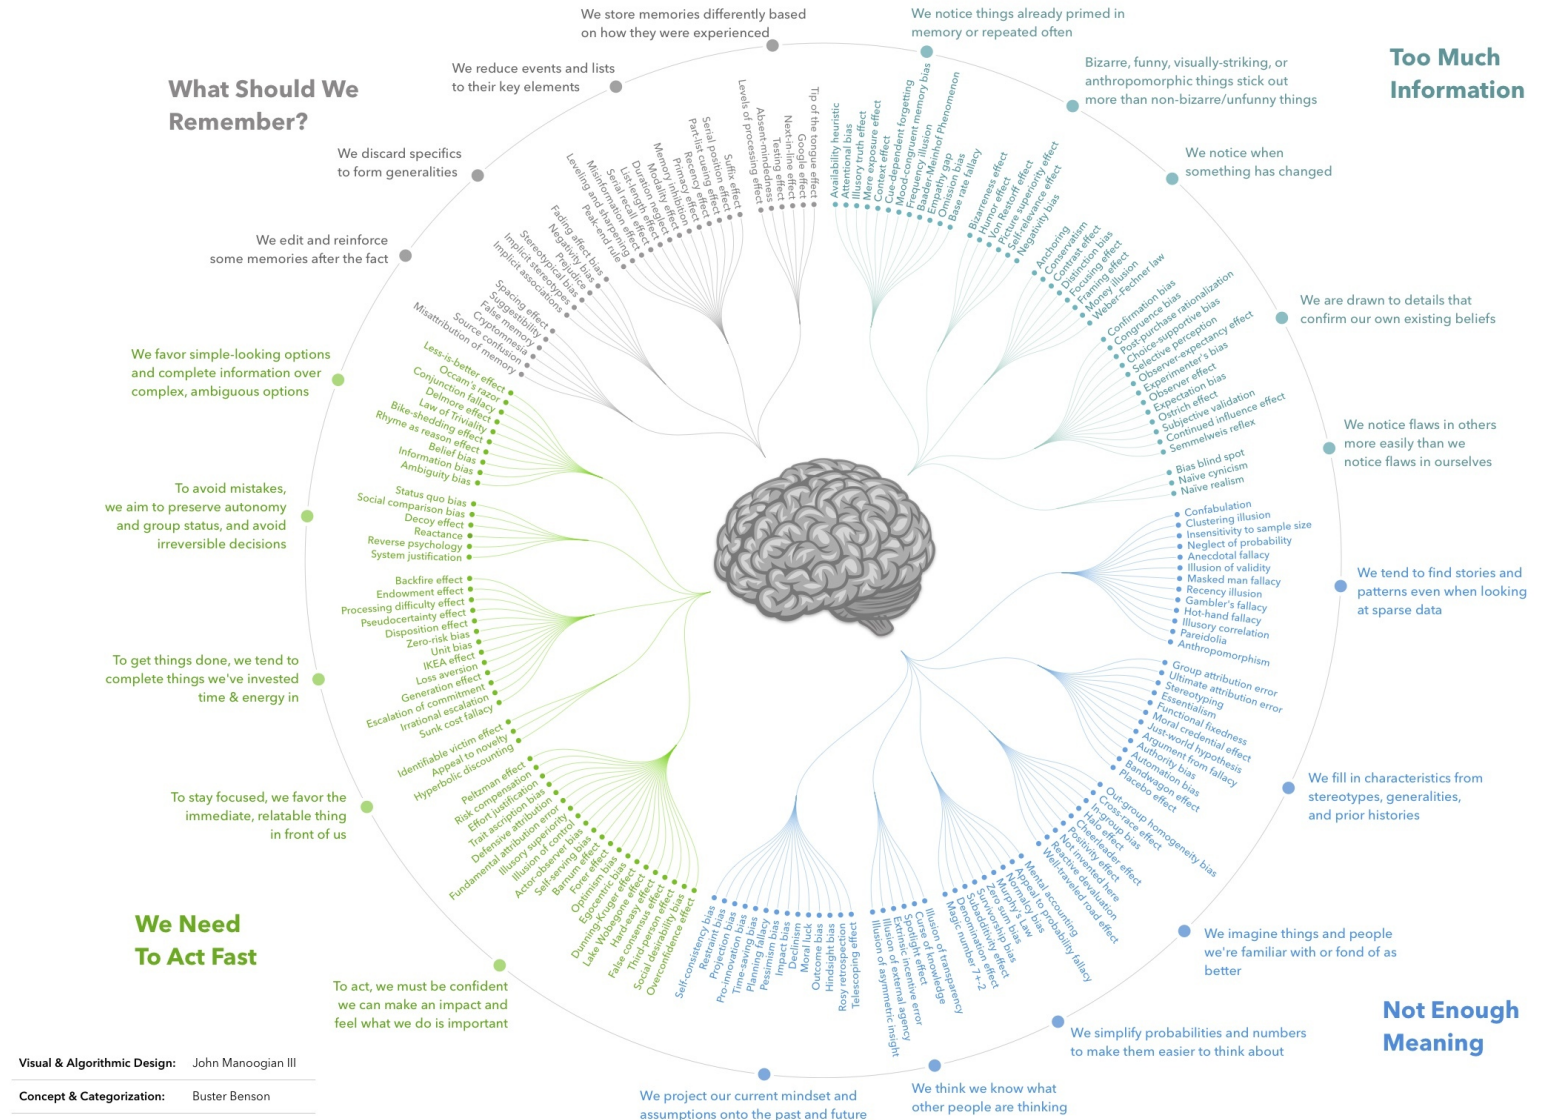 We store memories differently based
on how they were experienced
We reduce events and lists
to their key elements
We discard specifics
to form generalities
We edit and reinforce
some memories after the fact
What Should We
Remember?
Tip of the tongue effect
Google effect
Next-in-line effect
Testing effect
Absent-mindedness
Levels of processing effect
Suffix effect
Serial position effect
Part-list cueing effect
Recency effect
Primacy effect
Memory inhibition
Modality effect
Duration neglect
List-length effect
Serial recall effect
Misinformation effect
Leveling and sharpening
Peak-end rule
Fading affect bias
Negativity bias
Prejudice
Stereotypical bias
Implicit stereotypes
Implicit associations
Spacing effect
Suggestibility
False memory
Cryptomnesia
Source confusion
Misattribution of memory
We notice things already primed in
memory or repeated often
Bizarre, funny, visually-striking, or
anthropomorphic things stick out
more than non-bizarre/unfunny things
We notice when
something has changed
We are drawn to details that
confirm our own existing beliefs
We notice flaws in others
more easily than we
notice flaws in ourselves
Too Much
Information
Availability heuristic
Attentional bias
Illusory truth effect
Mere exposure effect
Context effect
Cue-dependent forgetting
Mood-congruent memory bias
Frequency illusion
Baader-Meinhof Phenomenon
Empathy gap
Omission bias
Base rate fallacy
Bizarreness effect
Humor effect
Von Restorff effect
Picture superiority effect
Self-relevance effect
Negativity bias
Anchoring
Conservatism
Contrast effect
Distinction bias
Focusing effect
Framing effect
Money illusion
Weber-Fechner law
Confirmation bias
Congruence bias
Post-purchase rationalization
Choice-supportive bias
Selective perception
Observer-expectancy effect
Experimenter's bias
Observer effect
Expectation bias
Ostrich effect
Subjective validation
Continued influence effect
Semmelweis reflex
Bias blind spot
Naïve cynicism
Naïve realism
We tend to find stories and
patterns even when looking
at sparse data
We fill in characteristics from
stereotypes, generalities,
and prior histories
We imagine things and people
we're familiar with or fond of as
better
We simplify probabilities and numbers
to make them easier to think about
We think we know what
other people are thinking
We project our current mindset and
assumptions onto the past and future
Not Enough
Meaning
Confabulation
Clustering illusion
Insensitivity to sample size
Neglect of probability
Anecdotal fallacy
Illusion of validity
Masked man fallacy
Recency illusion
Gambler's fallacy
Hot-hand fallacy
Illusory correlation
Pareidolia
Anthropomorphism
Group attribution error
Ultimate attribution error
Stereotyping
Essentialism
Functional fixedness
Moral credential effect
Just-world hypothesis
Argument from fallacy
Authority bias
Automation bias
Bandwagon effect
Placebo effect
Out-group homogeneity bias
Cross-race effect
In-group bias
Halo effect
Cheerleader effect
Positivity effect
Not invented here
Reactive devaluation
Well-traveled road effect
Mental accounting
Appeal to probability fallacy
Normalcy bias
Murphy's Law
Zero sum bias
Survivorship bias
Subadditivity effect
Denomination effect
Magic number 7+-2
Illusion of transparency
Curse of knowledge
Spotlight effect
Extrinsic incentive error
Illusion of external agency
Illusion of asymmetric insight
Telescoping effect
Rosy retrospection
Hindsight bias
Outcome bias
Moral luck
Declinism
Impact bias
Pessimism bias
Planning fallacy
Time-saving bias
Pro-innovation bias
Projection bias
Restraint bias
Self-consistency bias
We favor simple-looking options
and complete information over
complex, ambiguous options
To avoid mistakes,
we aim to preserve autonomy
and group status, and avoid
irreversible decisions
To get things done, we tend to
complete things we've invested
time & energy in
To stay focused, we favor the
immediate, relatable thing
in front of us
To act, we must be confident
we can make an impact and
feel what we do is important
We Need
To Act Fast
Less-is-better effect
Occam's razor
Conjunction fallacy
Delmore effect
Law of Triviality
Bike-shedding effect
Rhyme as reason effect
Belief bias
Information bias
Ambiguity bias
Status quo bias
Social comparison bias
Decoy effect
Reactance
Reverse psychology
System justification
Backfire effect
Endowment effect
Processing difficulty effect
Pseudocertainty effect
Disposition effect
Zero-risk bias
Unit bias
IKEA effect
Loss aversion
Generation effect
Escalation of commitment
Irrational escalation
Sunk cost fallacy
Identifiable victim effect
Appeal to novelty
Hyperbolic discounting
Peltzman effect
Risk compensation
Effort justification
Trait ascription bias
Defensive attribution
Fundamental attribution error
Illusory superiority
Illusion of control
Actor-observer bias
Self-serving bias
Barnum effect
Forer effect
Optimism bias
Egocentric bias
Dunning-Kruger effect
Lake Wobegone effect
Hard-easy effect
False consensus effect
Third-person effect
Social desirability bias
Overconfidence effect
Visual & Algorithmic Design: John Manoogian III
Concept & Categorization: Buster Benson